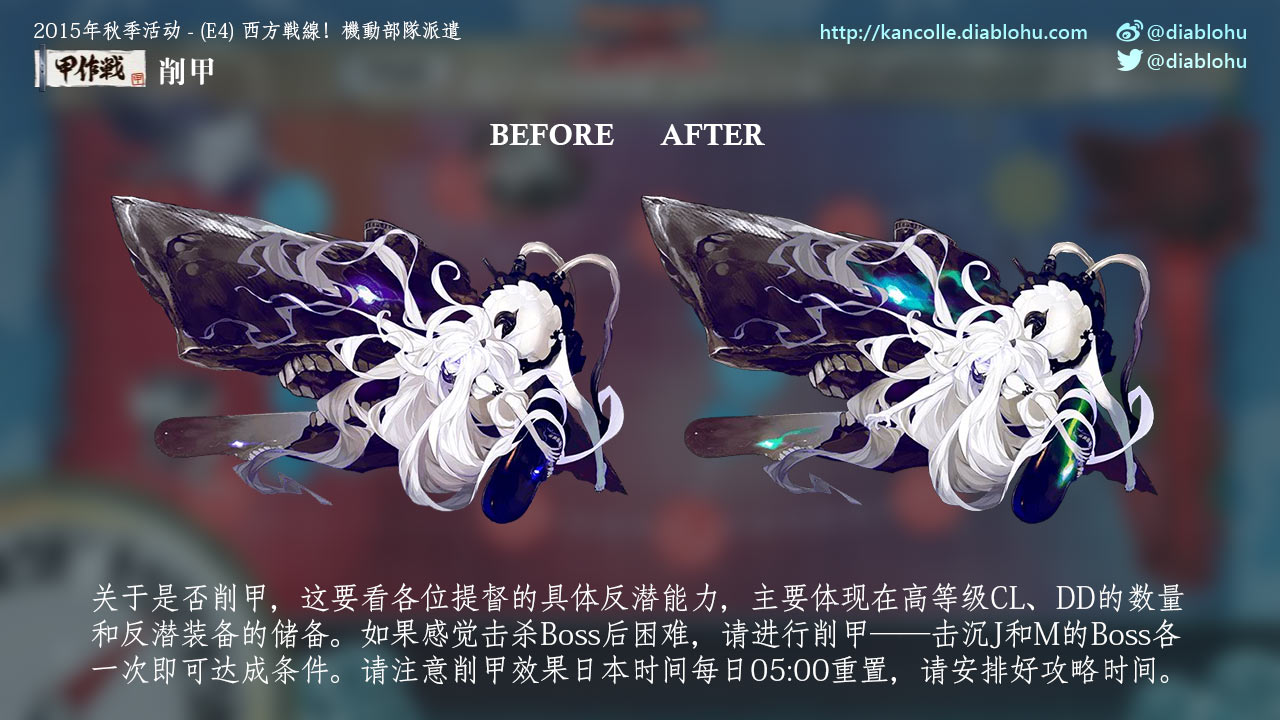 2015年秋季活动 - (E4) 西方戦線！機動部隊派遣
http://kancolle.diablohu.com
@diablohu
@diablohu
甲作戦 甲 削甲
BEFORE AFTER
关于是否削甲，这要看各位提督的具体反潜能力，主要体现在高等级CL、DD的数量
和反潜装备的储备。如果感觉击杀Boss后困难，请进行削甲——击沉J和M的Boss各
一次即可达成条件。请注意削甲效果日本时间每日05:00重置，请安排好攻略时间。